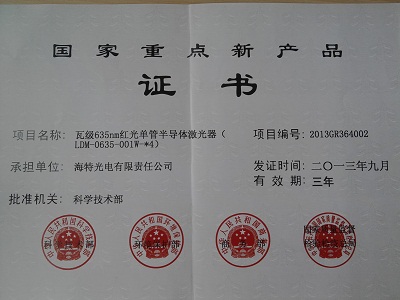 国家重点新产品
证书
项目名称: 瓦级635nm红光单管半导体激光器(
LDM-0635-001W-*4)
项目编号: 2013GR364002
承担单位: 海特光电有限责任公司
发证时间: 二〇一三年九月
有效期: 三年
批准机关: 科学技术部